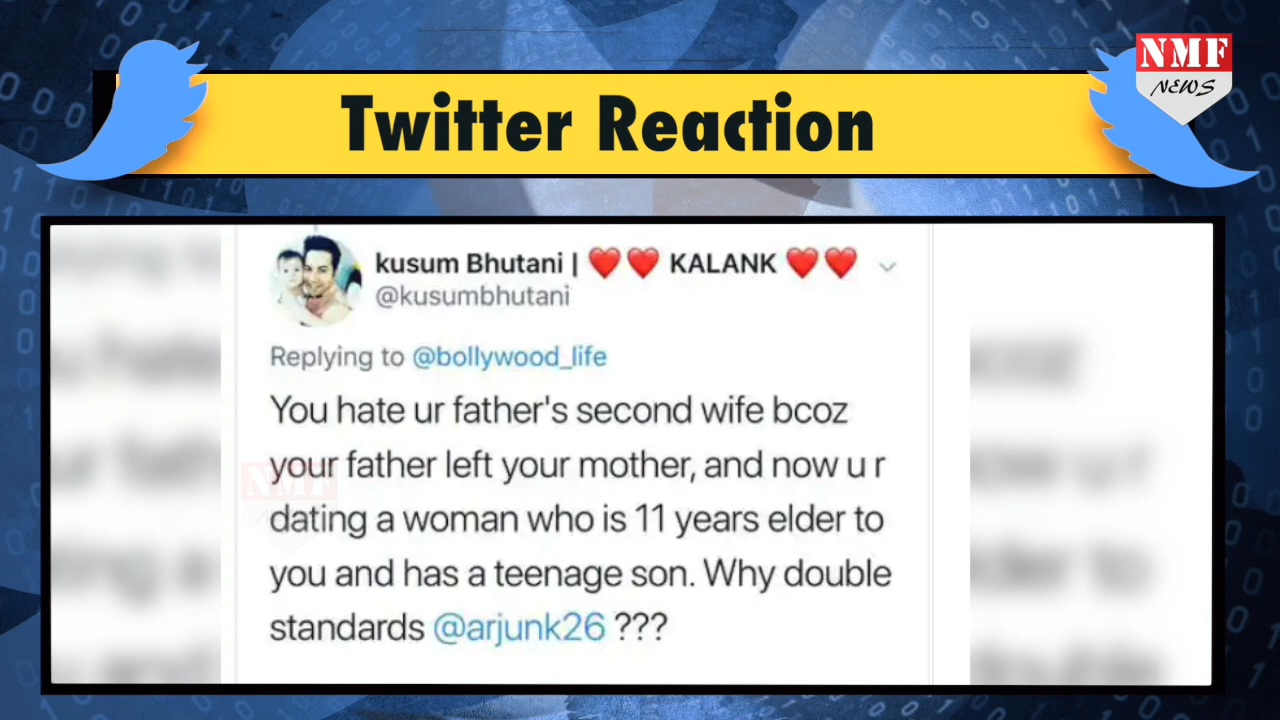 NMF
NEWS
Twitter Reaction
kusum Bhutani | ❤️❤️ KALANK ❤️❤️
@kusumbhutani
Replying to @bollywood_life
You hate ur father's second wife bcoz
your father left your mother, and now u r
dating a woman who is 11 years elder to
you and has a teenage son. Why double
standards @arjunk26 ???
NMF